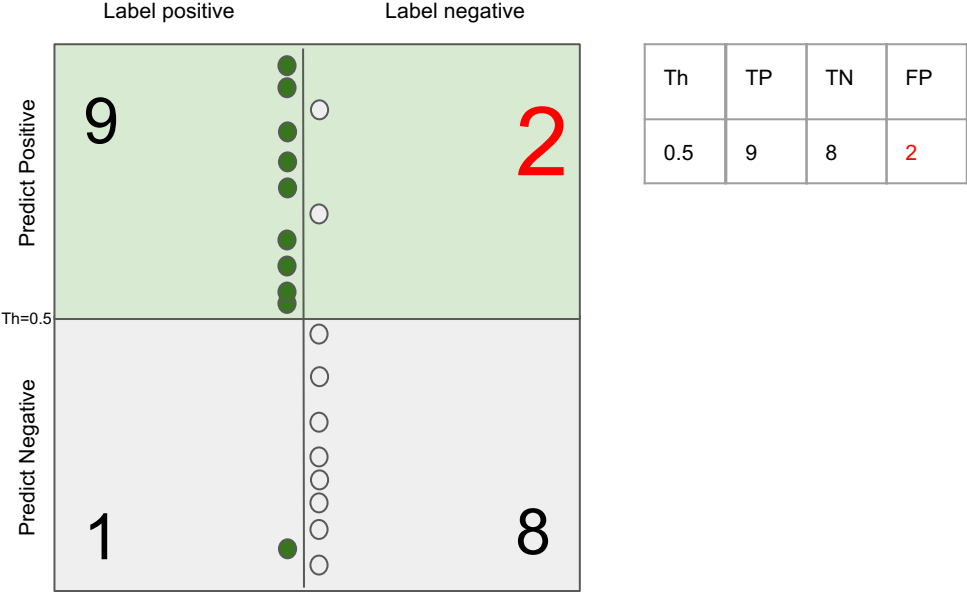 Label positive
Label negative
Predict Positive
9
2
Th=0.5
Predict Negative
1
8
Th TP TN FP
0.5 9 8 2